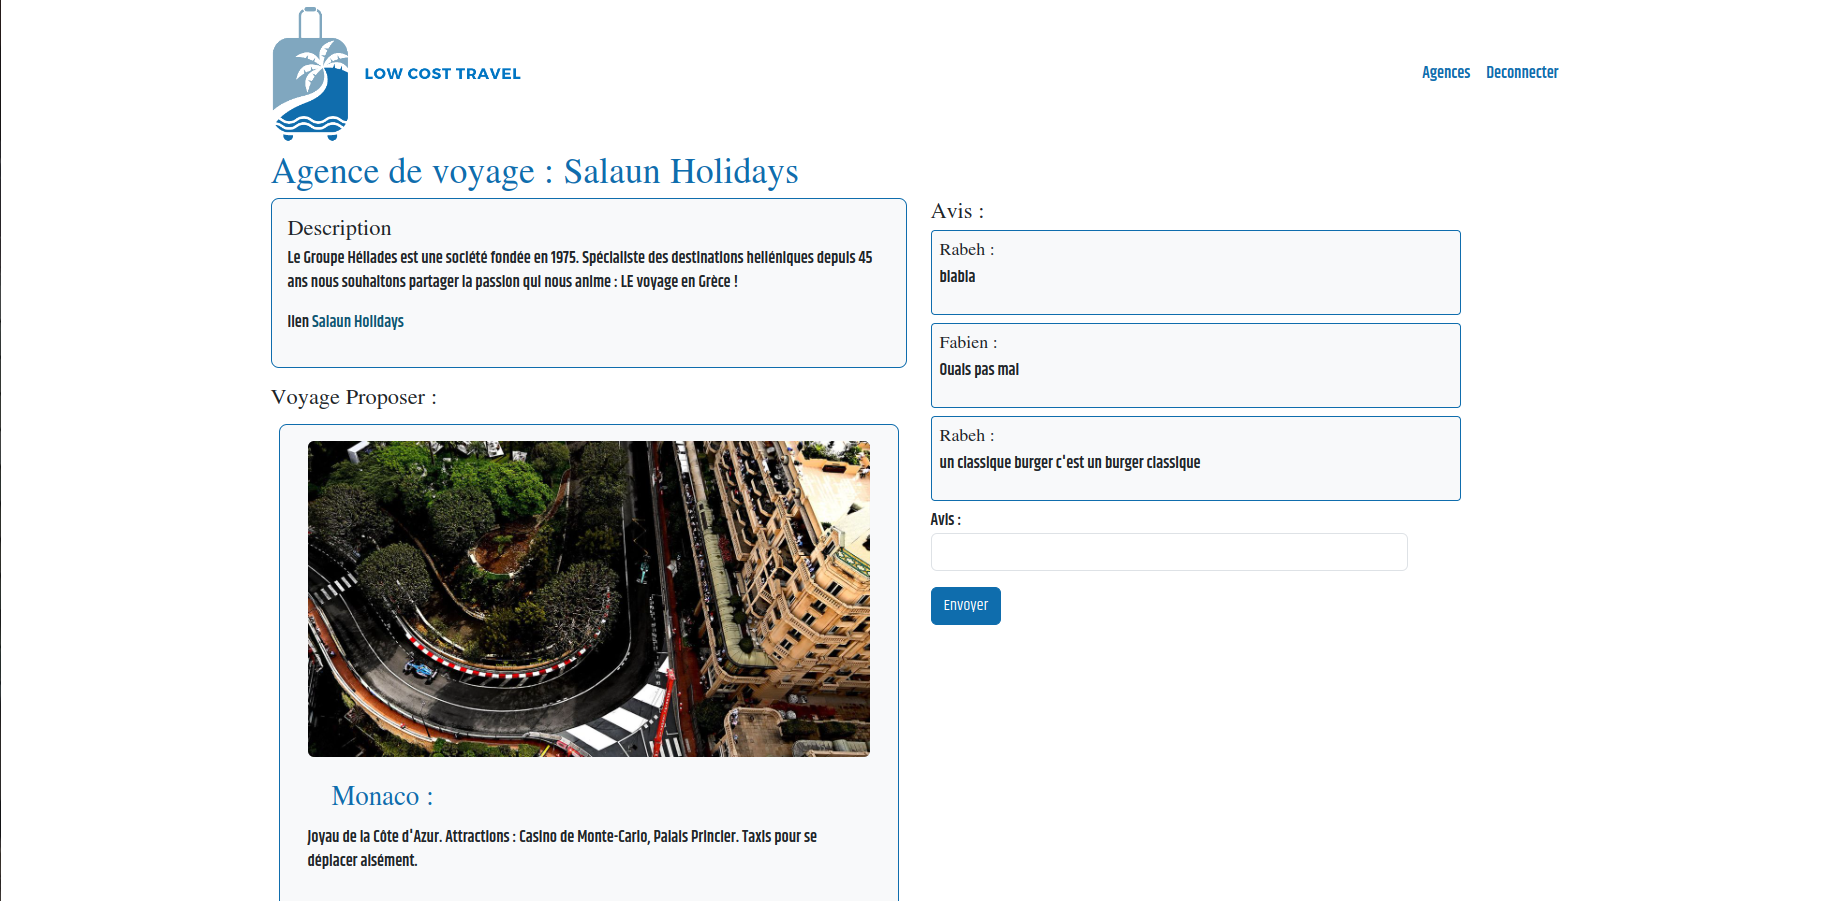 LOW COST TRAVEL
Agences Deconnecter
Agence de voyage : Salaun Holidays
Description
Le Groupe Héliades est une société fondée en 1975. Spécialiste des destinations helléniques depuis 45
ans nous souhaitons partager la passion qui nous anime : LE voyage en Grèce !
lien Salaun Holidays
Voyage Proposer :
Monaco :
Joyau de la Côte d'Azur. Attractions : Casino de Monte-Carlo, Palais Princier. Taxis pour se
déplacer aisément.
Avis :
Rabeh :
blabla
Fabien :
Ouais pas mal
Rabeh :
un classique burger c'est un burger classique
Avis :
Envoyer